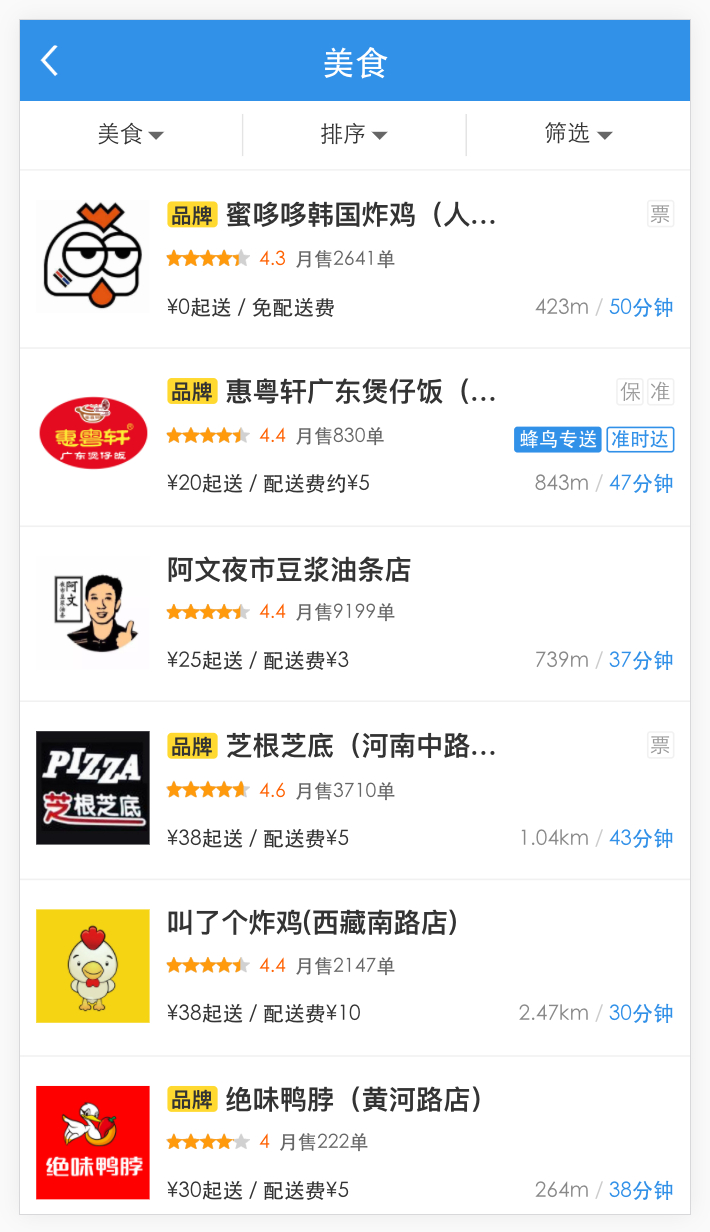 美食
美食 排序 筛选
品牌 蜜哆哆韩国炸鸡（人... 票
4.3 月售2641单
¥0起送 / 免配送费 423m / 50分钟
惠粤轩®
广东煲仔饭
品牌 惠粤轩广东煲仔饭（... 保 准
4.4 月售830单 蜂鸟专送 准时达
¥20起送 / 配送费约¥5 843m / 47分钟
阿文
夜市豆浆油条
阿文夜市豆浆油条店
4.4 月售9199单
¥25起送 / 配送费¥3 739m / 37分钟
PIZZA
芝根芝底
品牌 芝根芝底（河南中路... 票
4.6 月售3710单
¥38起送 / 配送费¥5 1.04km / 43分钟
叫了个炸鸡(西藏南路店)
4.4 月售2147单
¥38起送 / 配送费¥10 2.47km / 30分钟
绝味鸭脖
品牌 绝味鸭脖（黄河路店）
4 月售222单
¥30起送 / 配送费¥5 264m / 38分钟